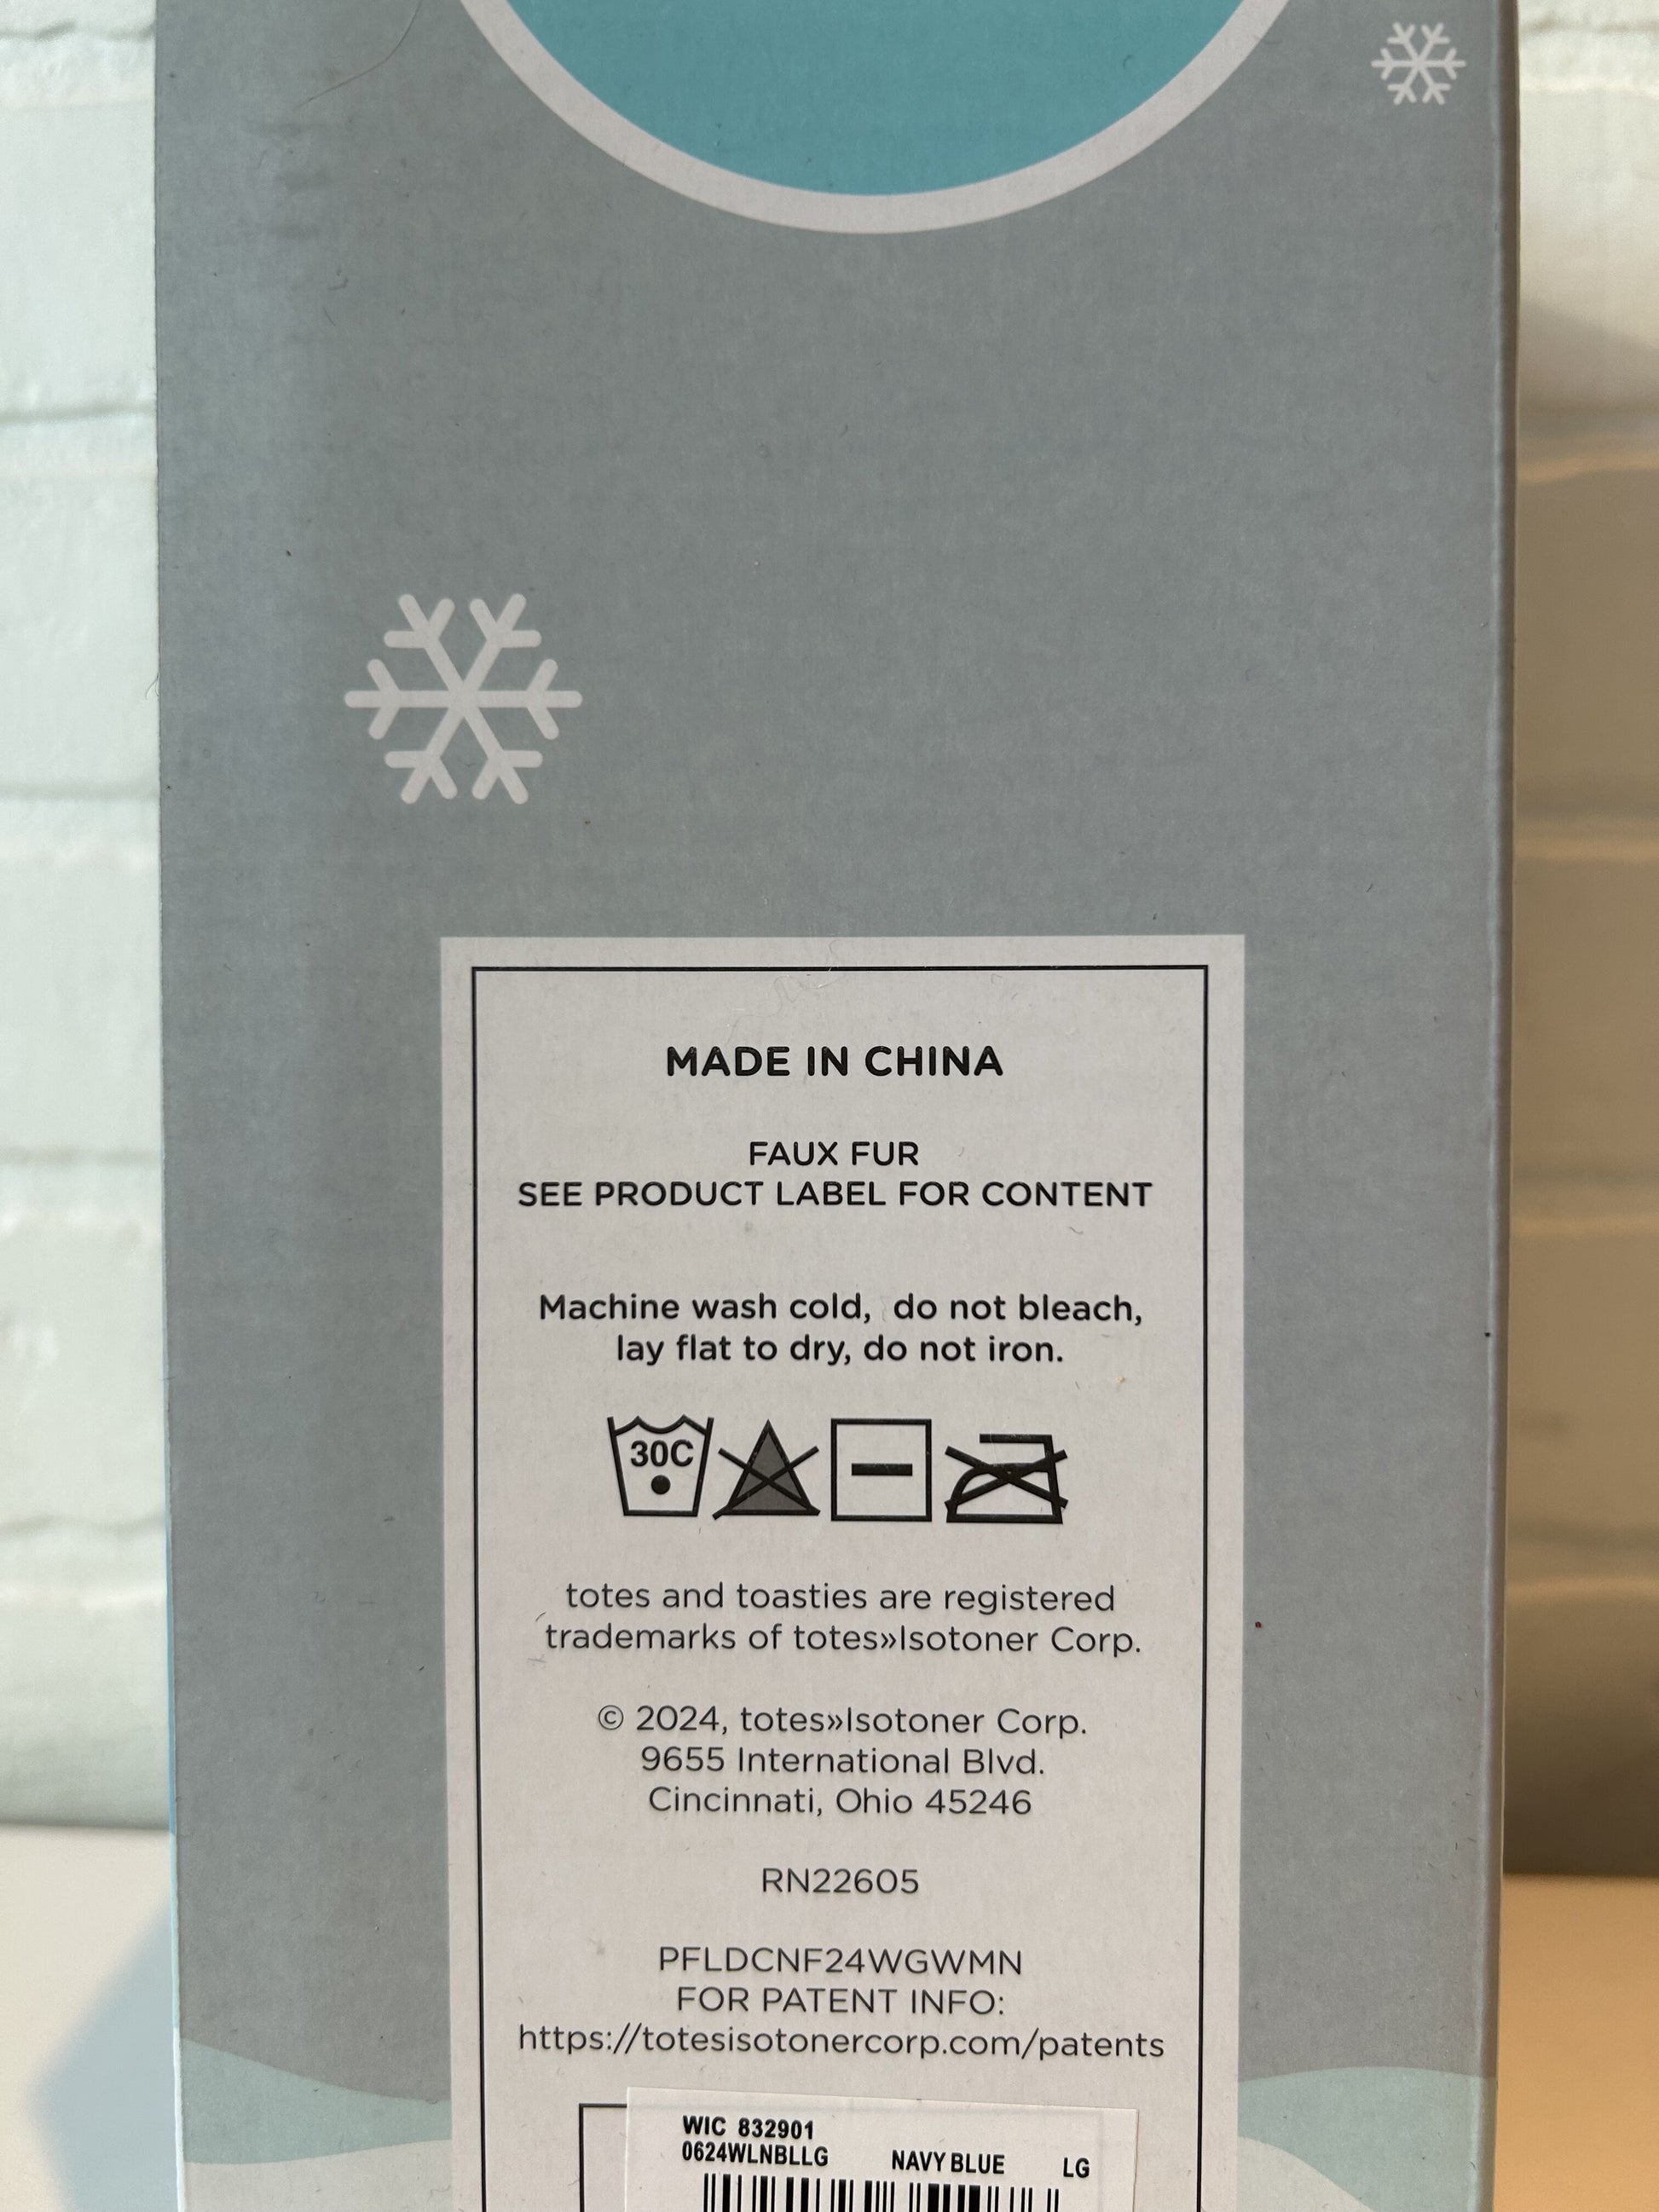 MADE IN CHINA
FAUX FUR
SEE PRODUCT LABEL FOR CONTENT
Machine wash cold, do not bleach,
lay flat to dry, do not iron.
30C
totes and toasties are registered
trademarks of totes»Isotoner Corp.
© 2024, totes»Isotoner Corp.
9655 International Blvd.
Cincinnati, Ohio 45246
RN22605
PFLDCNF24WGWMN
FOR PATENT INFO:
https://totesisotonercorp.com/patents
WIC 832901
0624WLNBLLG NAVY BLUE LG